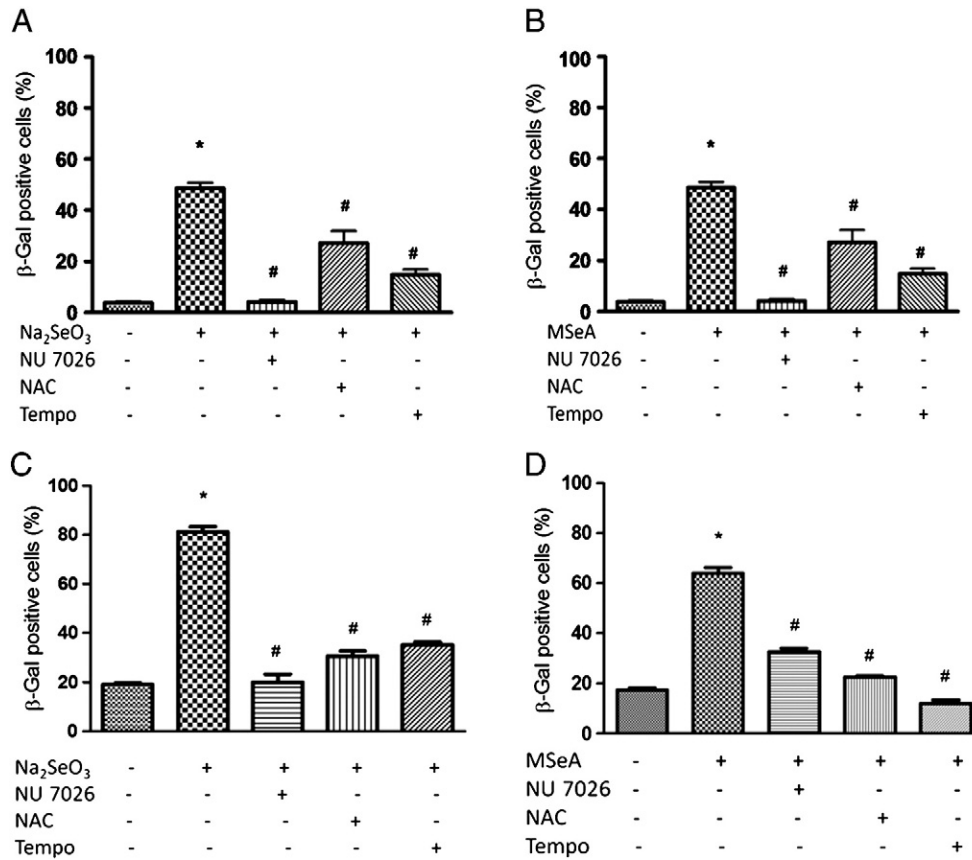 A
β-Gal positive cells (%)
100
80
60
40
20
0
*
#
#
#
Na₂SeO₃ - + + + +
NU 7026 - - + - -
NAC - - - + -
Tempo - - - - +
B
β-Gal positive cells (%)
100
80
60
40
20
0
*
#
#
#
MSeA - + + + +
NU 7026 - - + - -
NAC - - - + -
Tempo - - - - +
C
β-Gal positive cells (%)
100
80
60
40
20
0
*
#
#
#
Na₂SeO₃ - + + + +
NU 7026 - - + - -
NAC - - - + -
Tempo - - - - +
D
β-Gal positive cells (%)
100
80
60
40
20
0
*
#
#
#
MSeA - + + + +
NU 7026 - - + - -
NAC - - - + -
Tempo - - - - +